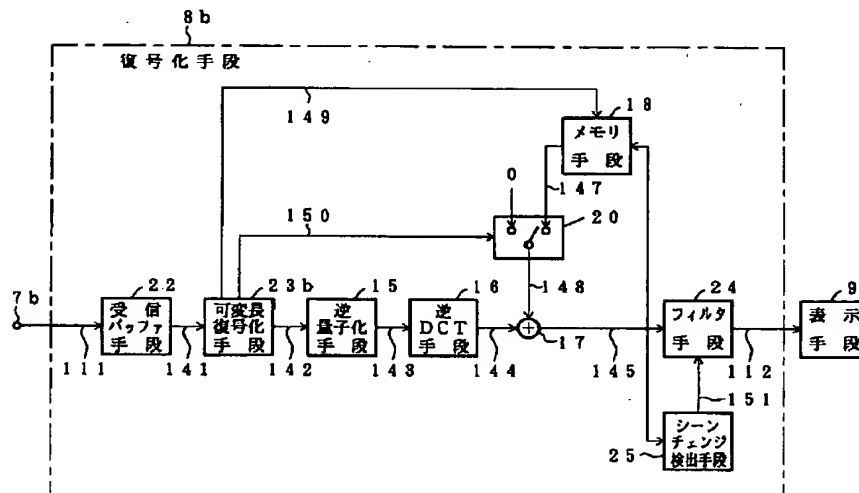 8b
復号化手段
149
18
メモリ
手段
0
147
20
150
148
7b
22
23b
15
16
24
9
受信
バッファ
手段
可変長
復号化
手段
逆
量子化
手段
逆
DCT
手段
フィルタ
手段
表示
手段
17
111
141
142
143
144
145
112
151
シーン
チェンジ
検出手段
25